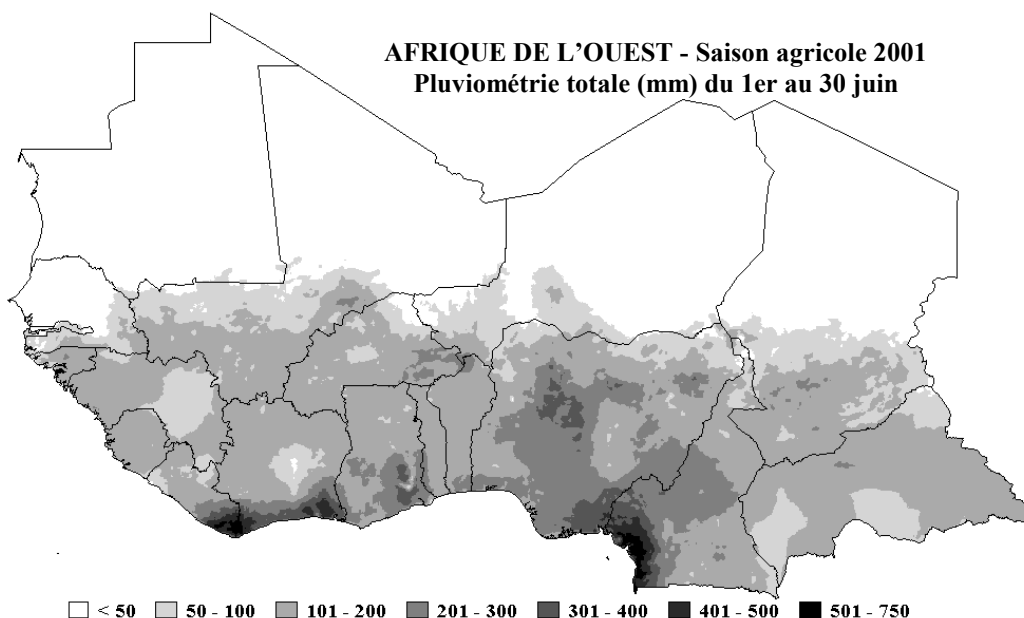 AFRIQUE DE L’OUEST - Saison agricole 2001
Pluviométrie totale (mm) du 1er au 30 juin
< 50 50 - 100 101 - 200 201 - 300 301 - 400 401 - 500 501 - 750